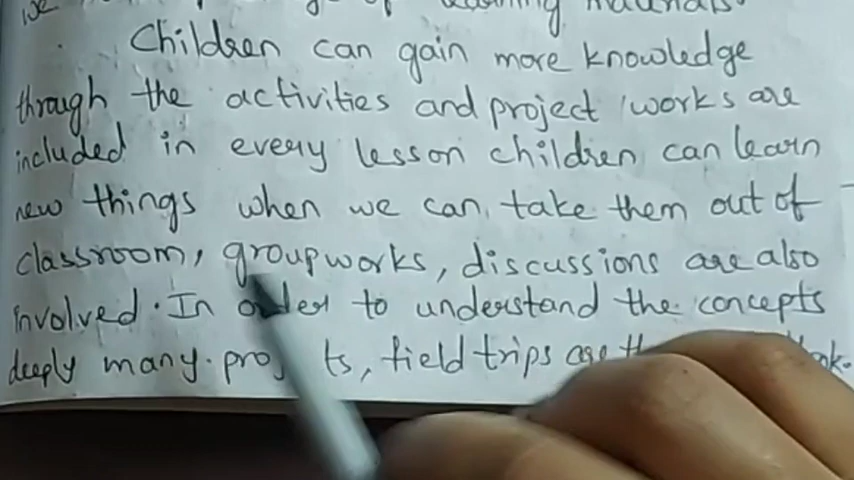 we
Children can gain more knowledge
through the activities and project works are
included in every lesson children can learn
new things when we can, take them out of
classroom, groupworks, discussions are also
involved. In order to understand the concepts
deeply many. projects, field trips are